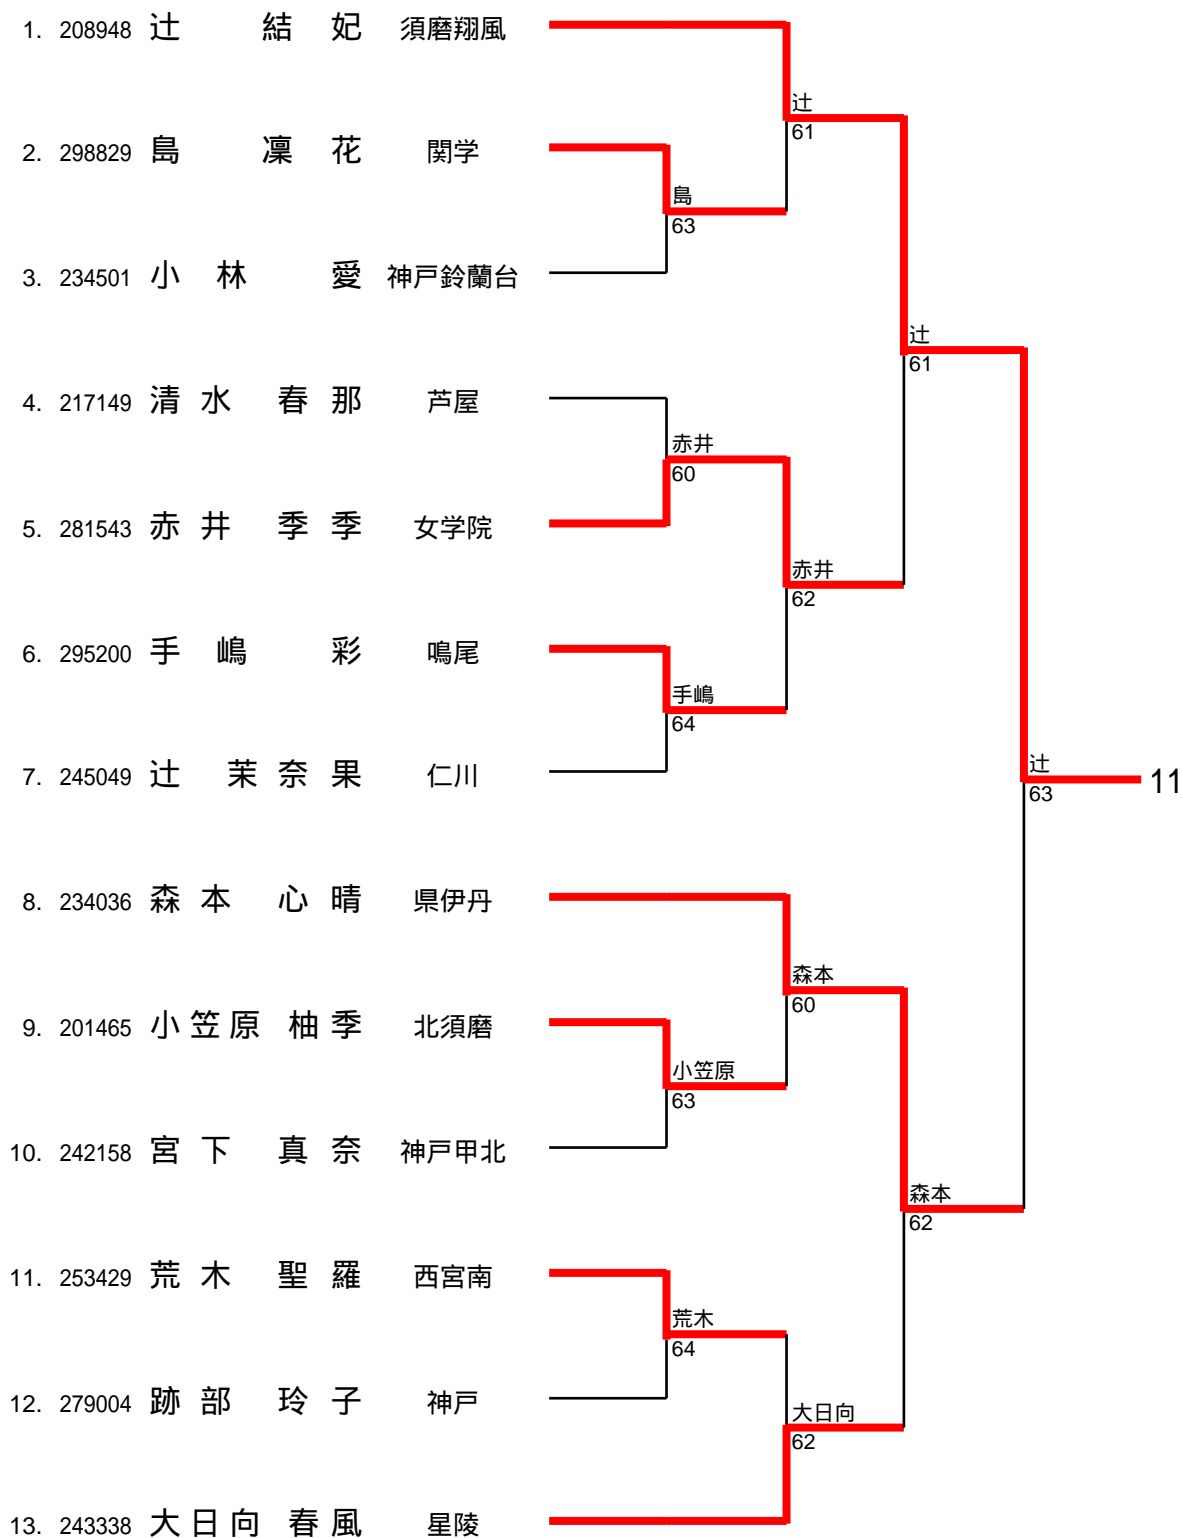 1. 208948 辻 結 妃 須磨翔風
辻
61
2. 298829 島 凜 花 関学
島
63
3. 234501 小 林 愛 神戸鈴蘭台
辻
61
4. 217149 清 水 春 那 芦屋
赤井
60
5. 281543 赤 井 季 季 女学院
赤井
62
6. 295200 手 嶋 彩 鳴尾
手嶋
64
7. 245049 辻 茉 奈 果 仁川
辻
63
11
8. 234036 森 本 心 晴 県伊丹
森本
60
9. 201465 小 笠 原 柚 季 北須磨
小笠原
63
10. 242158 宮 下 真 奈 神戸甲北
森本
62
11. 253429 荒 木 聖 羅 西宮南
荒木
64
12. 279004 跡 部 玲 子 神戸
大日向
62
13. 243338 大 日 向 春 風 星陵